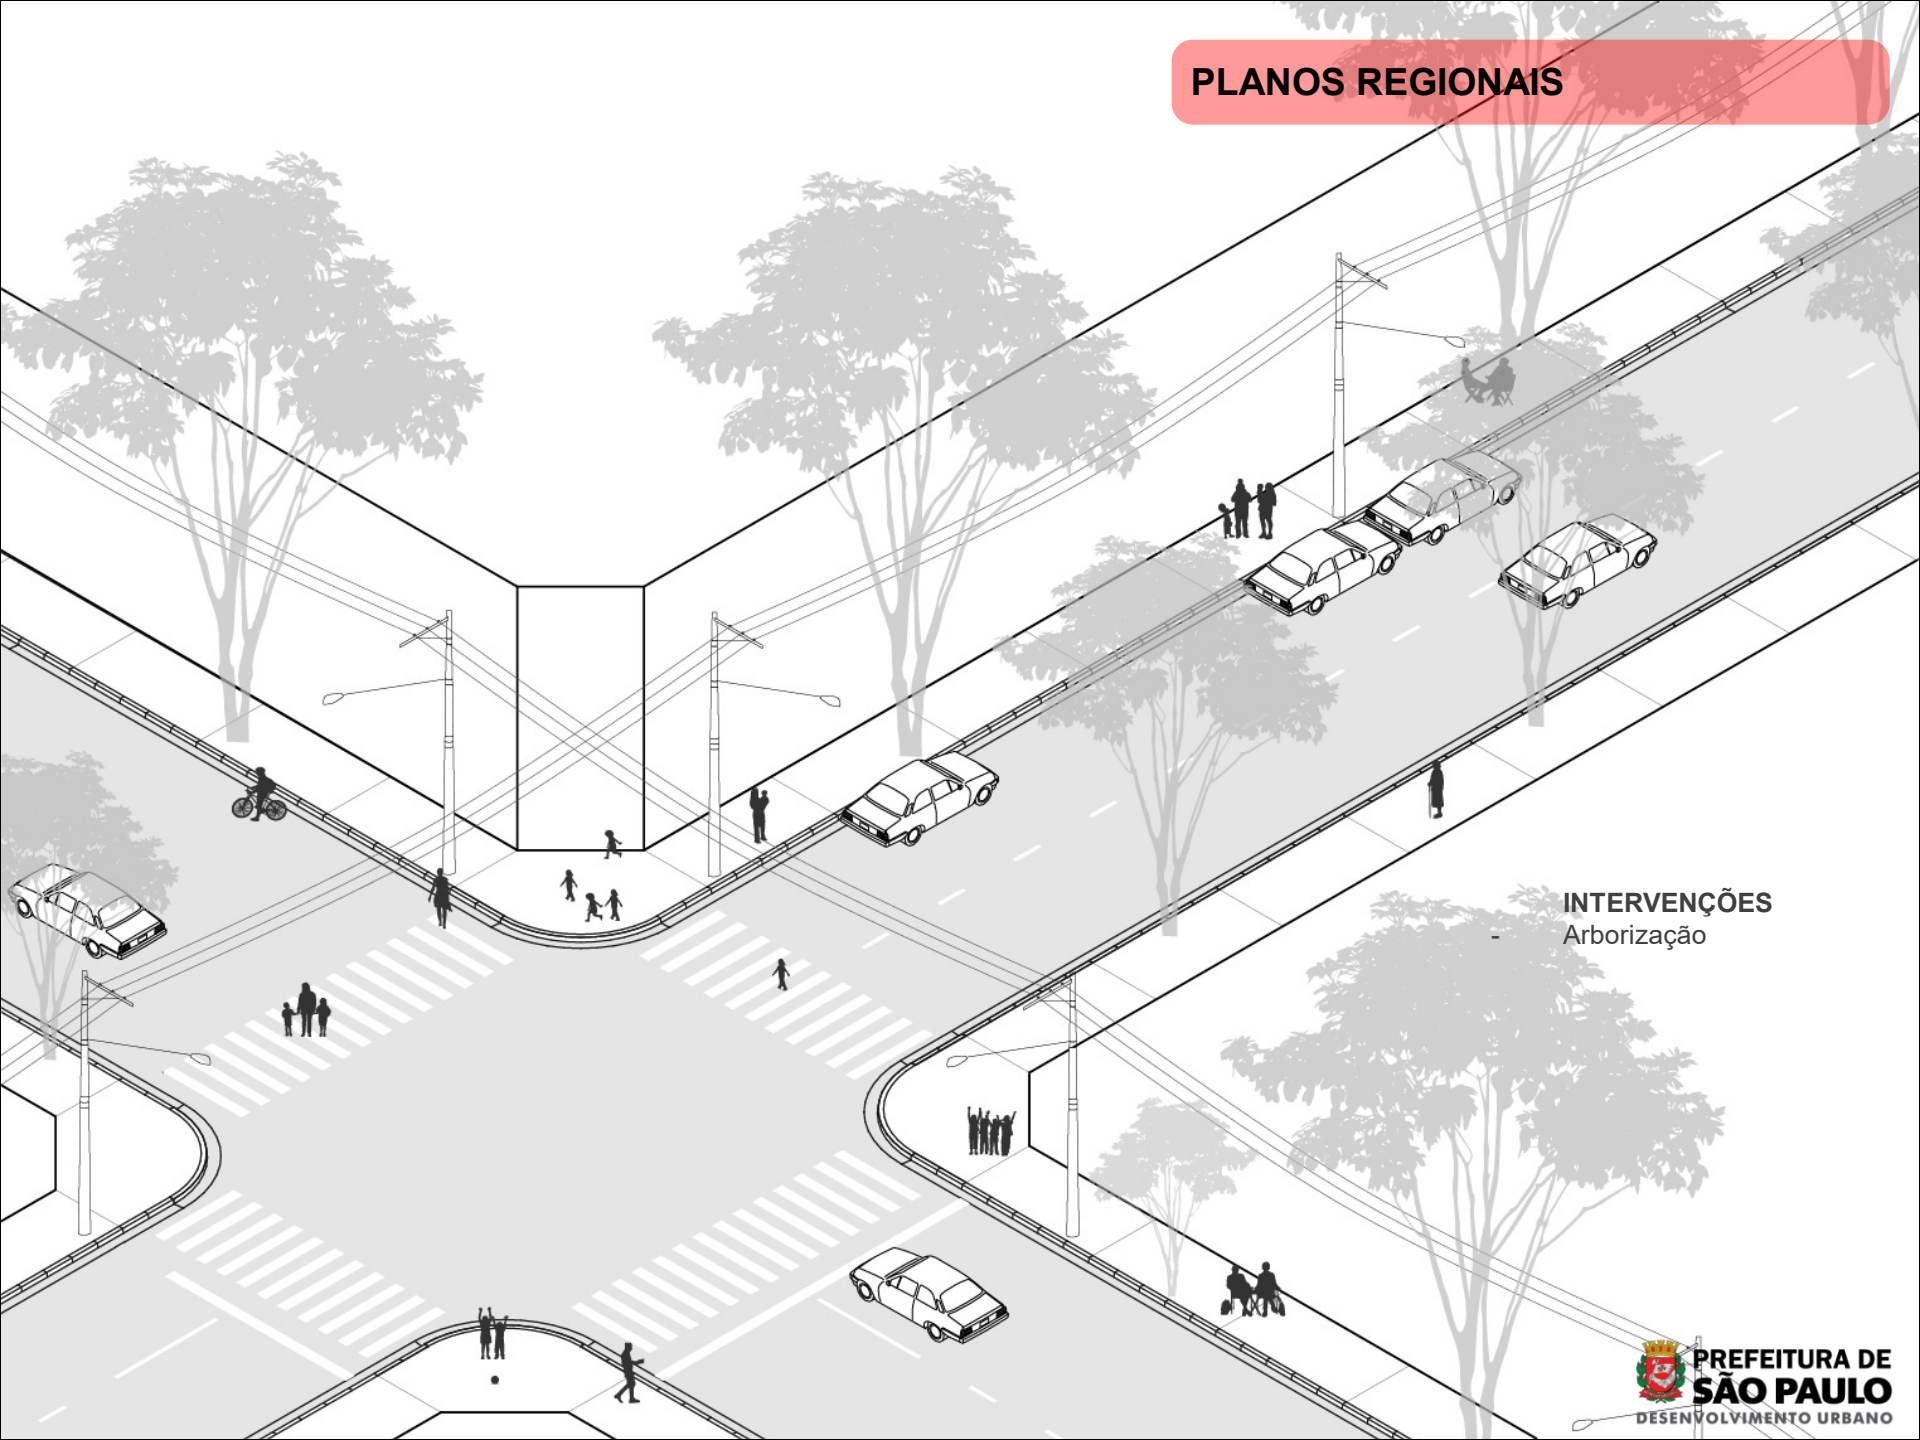 PLANOS REGIONAIS
INTERVENÇÕES
- Arborização
PREFEITURA DE
SÃO PAULO
DESENVOLVIMENTO URBANO